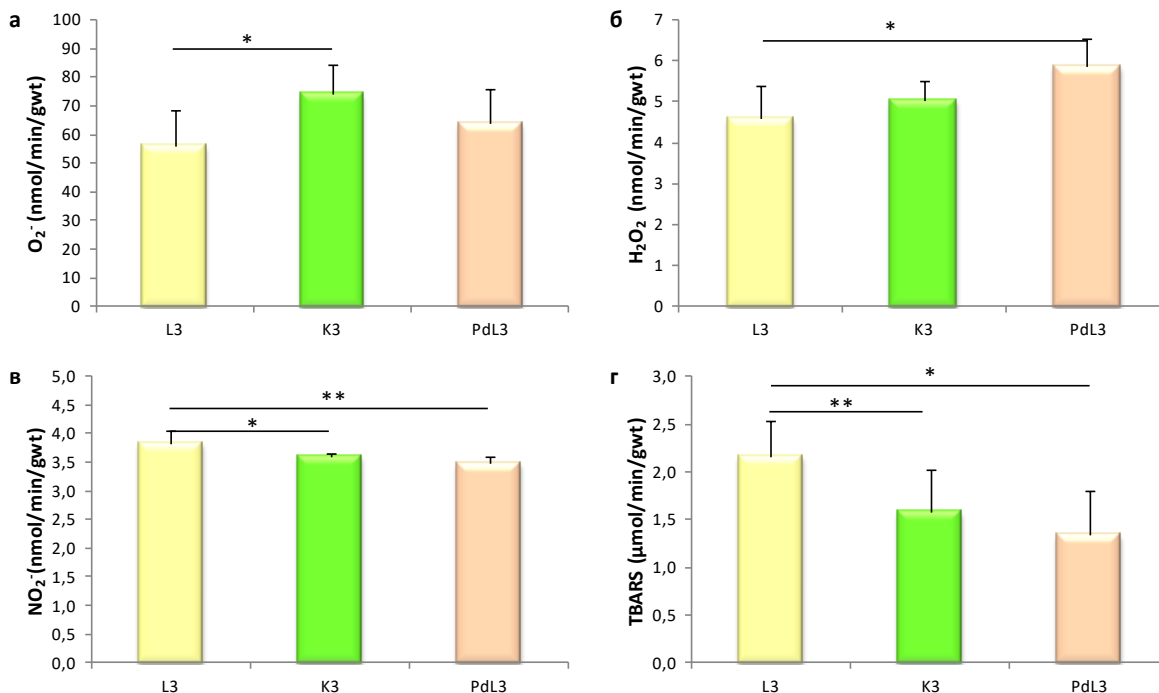 а
O₂⁻ (nmol/min/gwt)
100
90
80
70
60
50
40
30
20
10
0
*
L3
K3
PdL3
б
H₂O₂ (nmol/min/gwt)
7
6
5
4
3
2
1
0
*
L3
K3
PdL3
в
NO₂⁻(nmol/min/gwt)
5,0
4,5
4,0
3,5
3,0
2,5
2,0
1,5
1,0
0,5
0,0
**
*
L3
K3
PdL3
г
TBARS (µmol/min/gwt)
3,0
2,5
2,0
1,5
1,0
0,5
0,0
*
**
L3
K3
PdL3